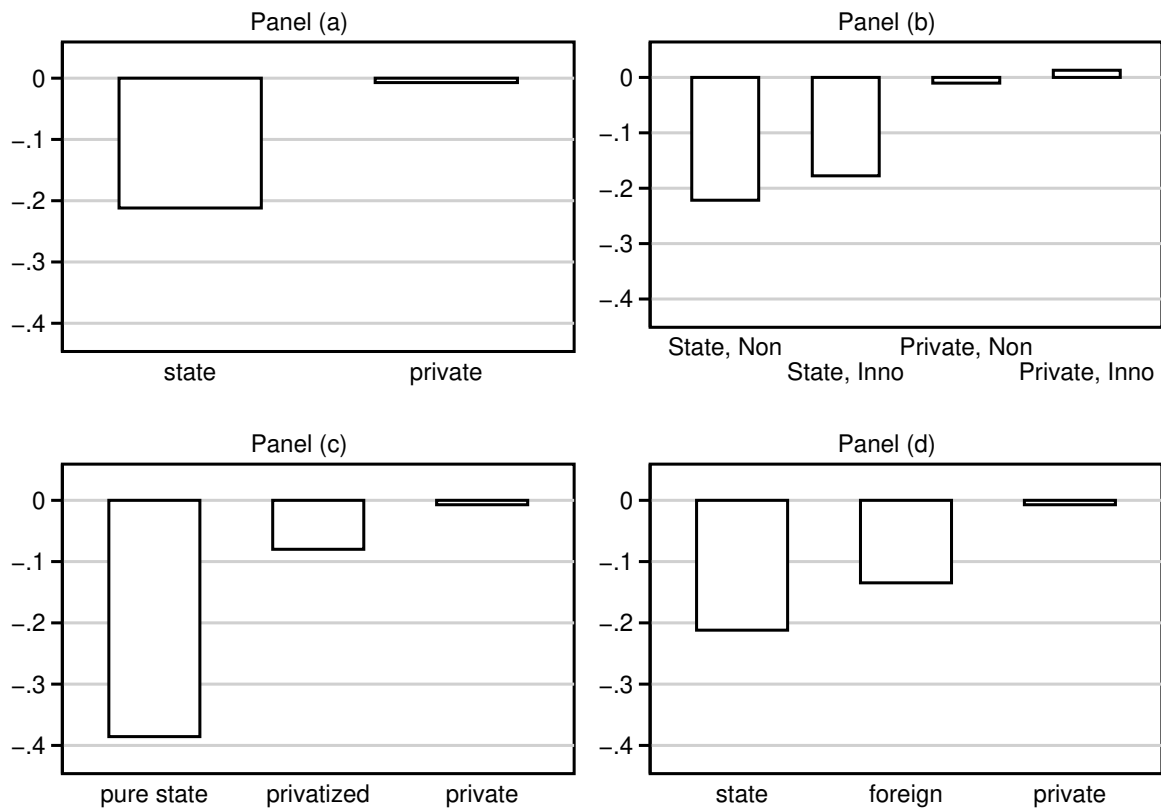 Panel (a)
0
−.1
−.2
−.3
−.4
state private
Panel (b)
0
−.1
−.2
−.3
−.4
State, Non Private, Non
State, Inno Private, Inno
Panel (c)
0
−.1
−.2
−.3
−.4
pure state privatized private
Panel (d)
0
−.1
−.2
−.3
−.4
state foreign private